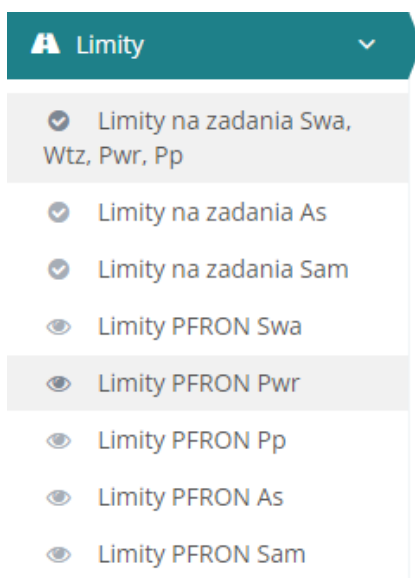 Limity
Limity na zadania Swa,
Wtz, Pwr, Pp
Limity na zadania As
Limity na zadania Sam
Limity PFRON Swa
Limity PFRON Pwr
Limity PFRON Pp
Limity PFRON As
Limity PFRON Sam